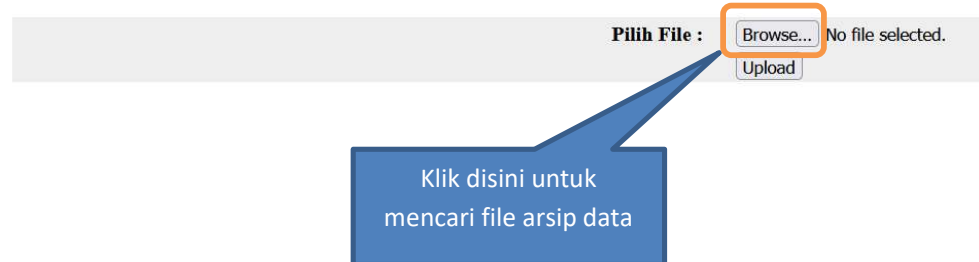 Pilih File : Browse... No file selected.
Upload
Klik disini untuk
mencari file arsip data